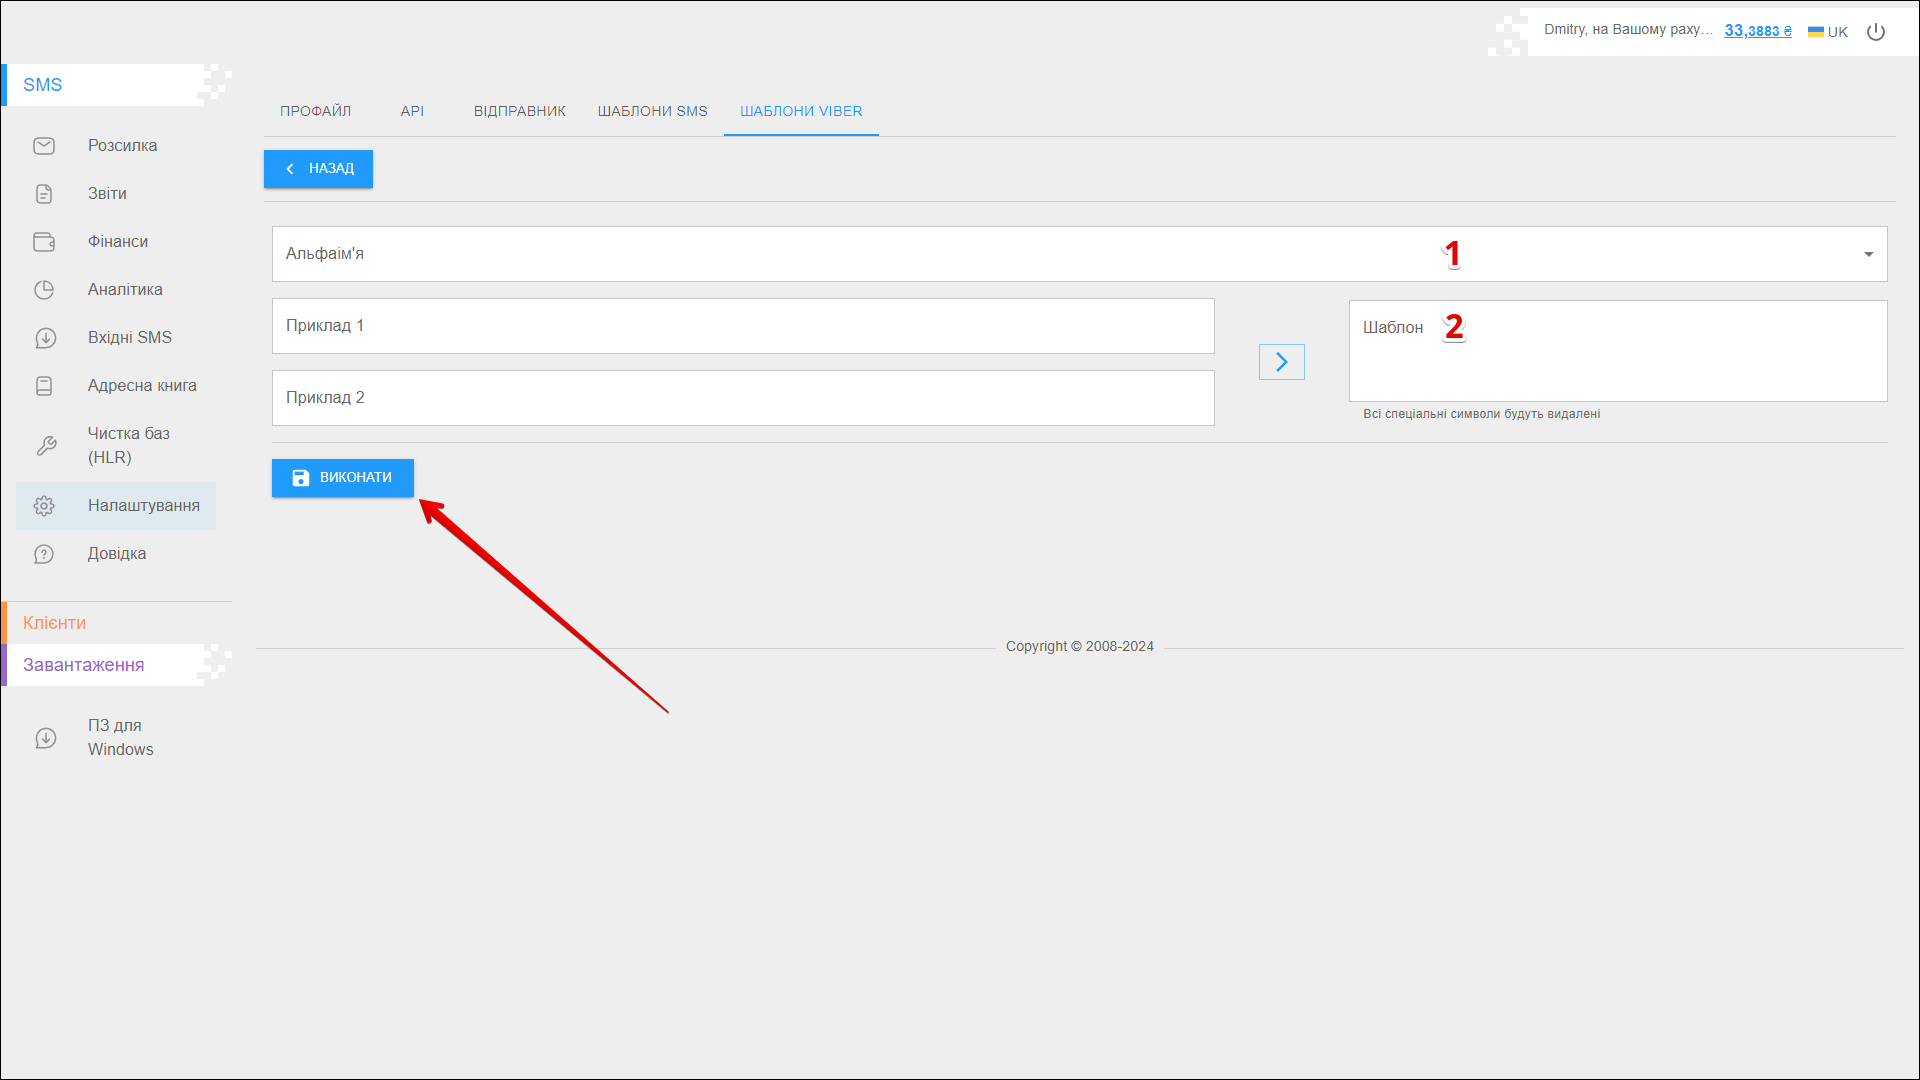 Dmitry, на Вашому раху... 33,3883 ₴ UK
SMS
ПРОФАЙЛ API ВІДПРАВНИК ШАБЛОНИ SMS ШАБЛОНИ VIBER
Розсилка
НАЗАД
Звіти
Фінанси
Альфаім'я 1
Аналітика
Приклад 1
Шаблон 2
Вхідні SMS
Адресна книга
Приклад 2
Всі спеціальні символи будуть видалені
Чистка баз
(HLR)
ВИКОНАТИ
Налаштування
Довідка
Клієнти
Copyright © 2008-2024
Завантаження
ПЗ для
Windows